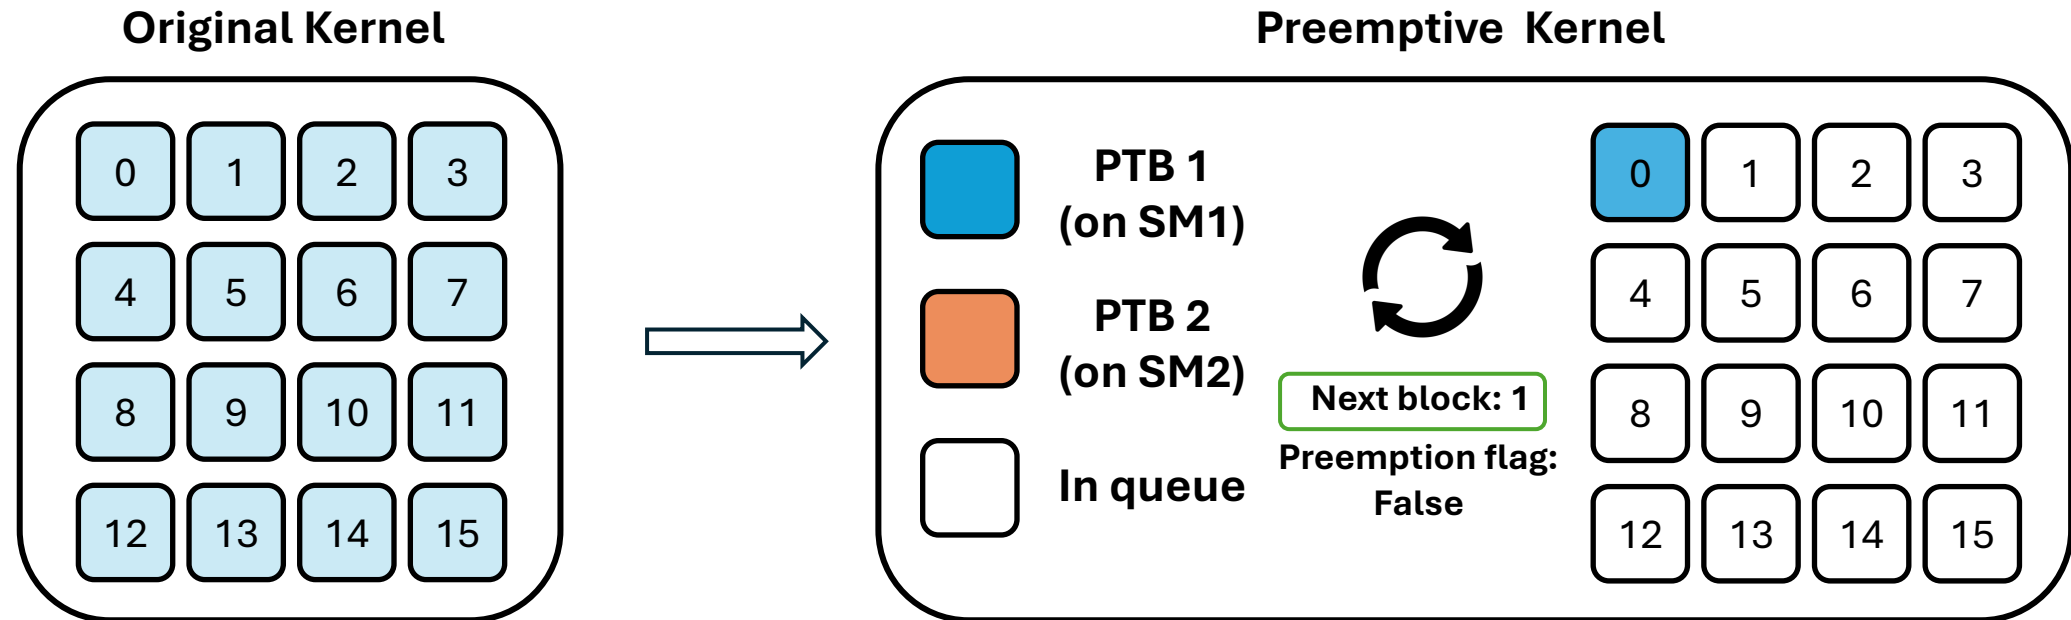 Original Kernel
0 1 2 3
4 5 6 7
8 9 10 11
12 13 14 15
Preemptive Kernel
PTB 1
(on SM1)
PTB 2
(on SM2)
In queue
Next block: 1
Preemption flag:
False
0 1 2 3
4 5 6 7
8 9 10 11
12 13 14 15